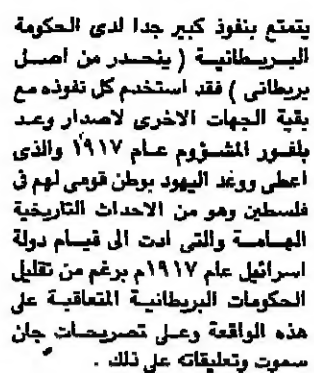 يتمتع بنفوذ كبير جدا لدى الحكومة
البريطانية ( ينحدر من اصل
بريطانى ) فقد استخدم كل نفوذه مع
بقية الجهات الاخرى لاصدار وعد
بلفور المشؤوم عام ١٩١٧ والذى
اعطى ووعد اليهود بوطن قومى لهم فى
فلسطين وهو من الاحداث التاريخية
الهامة والتى ادت الى قيام دولة
اسرائيل عام ١٩١٧م برغم من تقليل
الحكومات البريطانية المتعاقبة على
هذه الواقعة وعلى تصريحات جان
سموت وتعليقاته على ذلك .